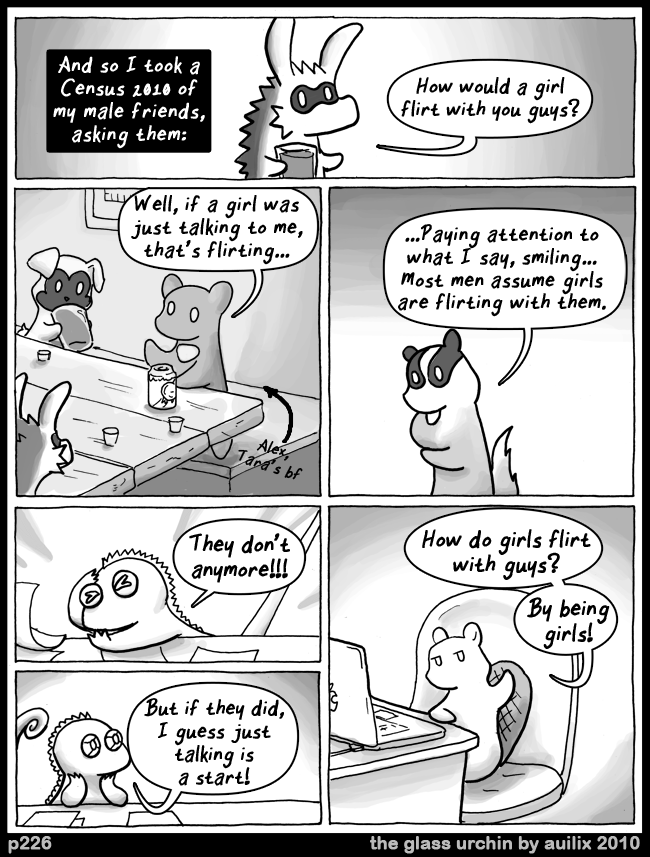 And so I took a
Census 2010 of
my male friends,
asking them:
How would a girl
flirt with you guys?
Well, if a girl was
just talking to me,
that's flirting...
Alex,
Tara's bf
...Paying attention to
what I say, smiling...
Most men assume girls
are flirting with them.
They don't
anymore!!!
But if they did,
I guess just
talking is
a start!
How do girls flirt
with guys?
By being
girls!
p226
the glass urchin by auilix 2010